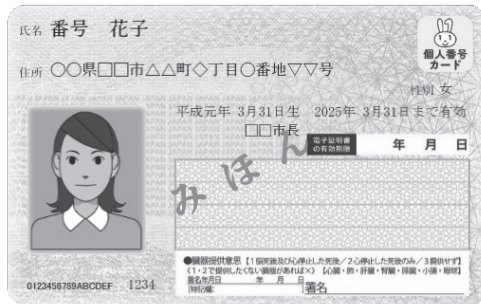 氏名 番号 花子
個人番号
カード
住所 ○○県□□市△△町◇丁目○番地▽▽号
性別 女
平成元年 3月31日生 2025年 3月31日まで有効
□□市長
電子証明書
の有効期限
年 月 日
みほん
●臓器提供意思【1脳死後及び心停止した死後/2心停止した死後のみ/3提供せず】
《1・2で提供したくない臓器があれば×》【心臓・肺・肝臓・腎臓・膵臓・小腸・眼球】
署名年月日 年 月 日
[特記欄: ] 署名
0123456789ABCDEF 1234